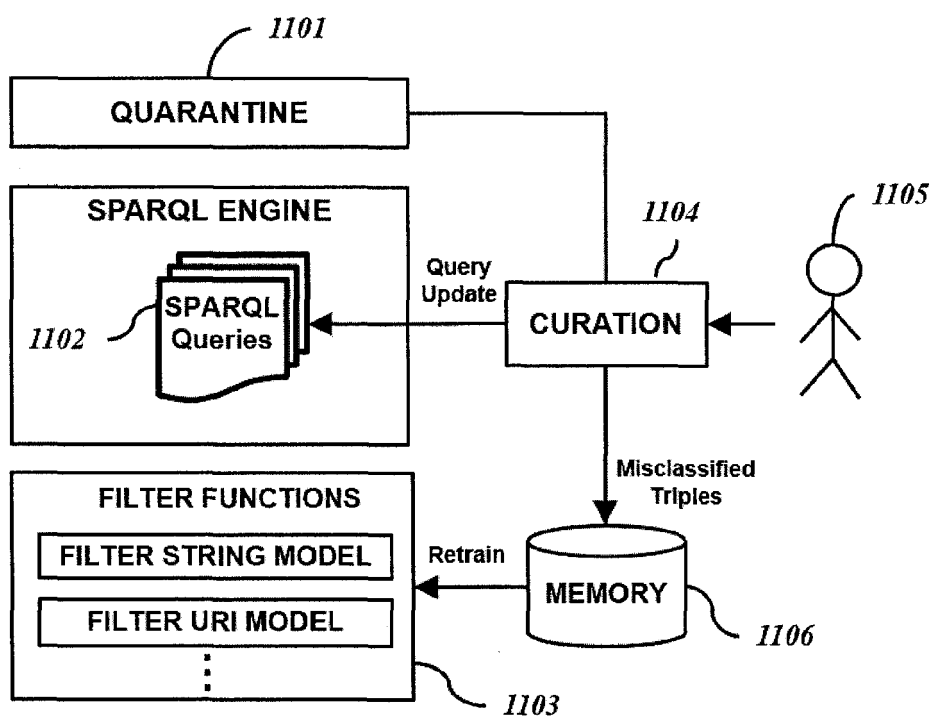 1101
QUARANTINE
SPARQL ENGINE
1105
1104
Query
Update
SPARQL
Queries
1102
CURATION
Misclassified
Triples
FILTER FUNCTIONS
FILTER STRING MODEL
Retrain
MEMORY
FILTER URI MODEL
1106
1103